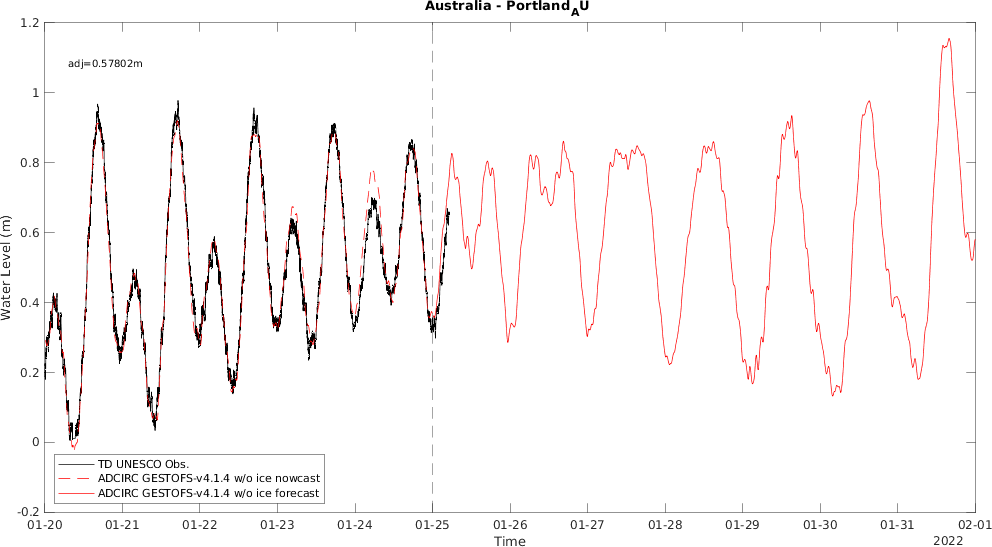 Australia - Portland_AU
1.2
adj=0.57802m
1
0.8
0.6
0.4
0.2
0
-0.2
Water Level (m)
TD UNESCO Obs.
ADCIRC GESTOFS-v4.1.4 w/o ice nowcast
ADCIRC GESTOFS-v4.1.4 w/o ice forecast
01-20 01-21 01-22 01-23 01-24 01-25 01-26 01-27 01-28 01-29 01-30 01-31 02-01
Time
2022